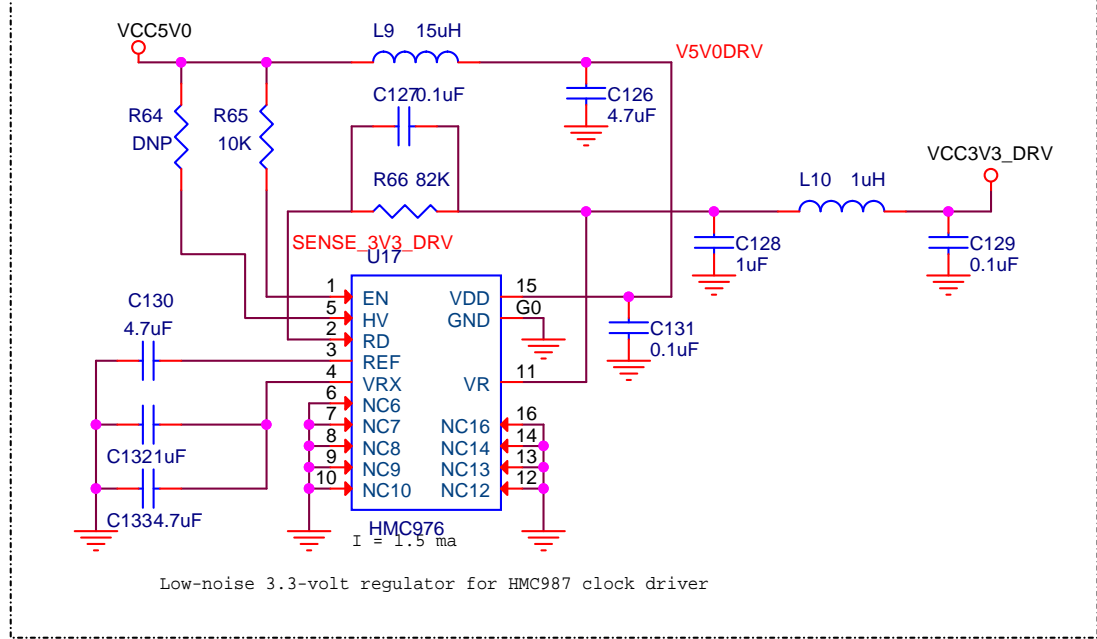 VCC5V0
L9 15uH
V5V0DRV
C127 0.1uF
C126
4.7uF
R64
DNP
R65
10K
VCC3V3_DRV
R66 82K
L10 1uH
SENSE_3V3_DRV
C128
1uF
C129
0.1uF
U17
C130
4.7uF
1 EN
5 HV
2 RD
3 REF
4 VRX
6 NC6
7 NC7
8 NC8
9 NC9
10 NC10
VDD 15
GND G0
VR 11
NC16 16
NC14 14
NC13 13
NC12 12
C131
0.1uF
C132 1uF
C133 4.7uF
HMC976
I = 1.5 ma
Low-noise 3.3-volt regulator for HMC987 clock driver